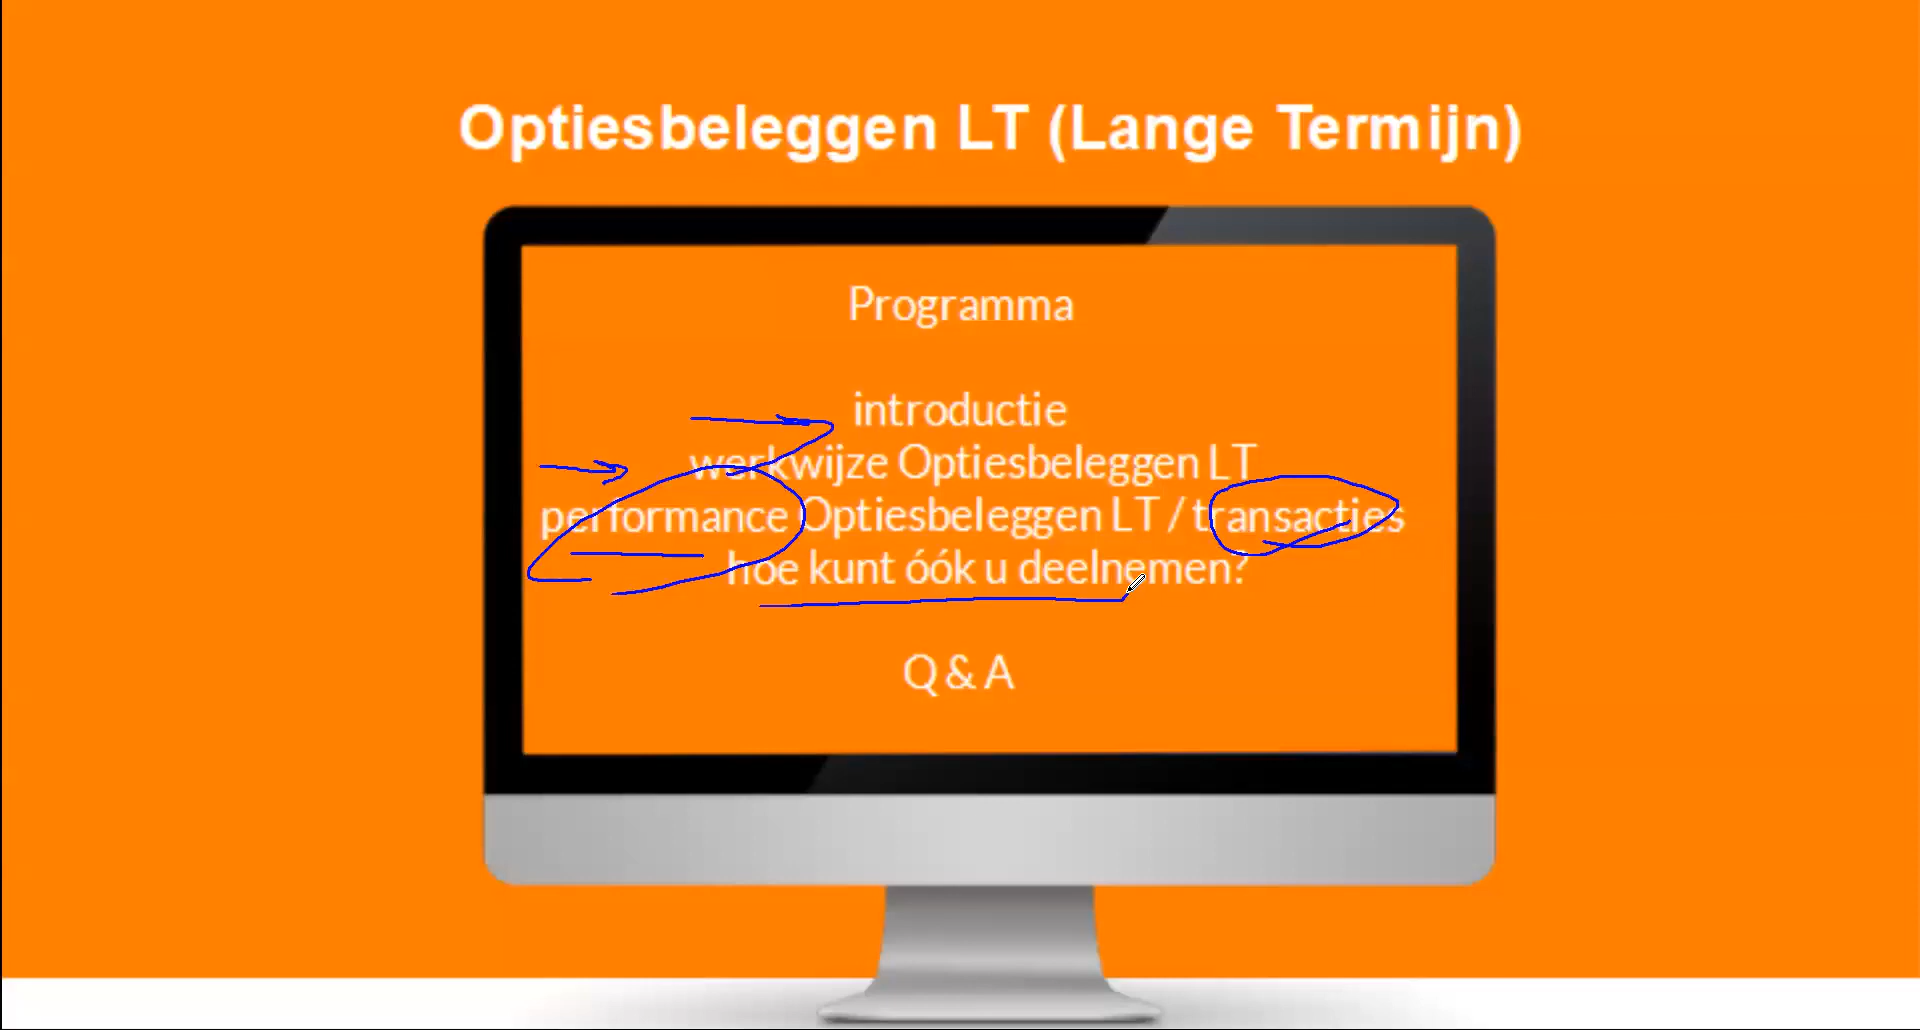 Optiesbeleggen LT (Lange Termijn)
Programma
introductie
werkwijze Optiesbeleggen LT
performance Optiesbeleggen LT / transacties
hoe kunt óók u deelnemen?
Q & A